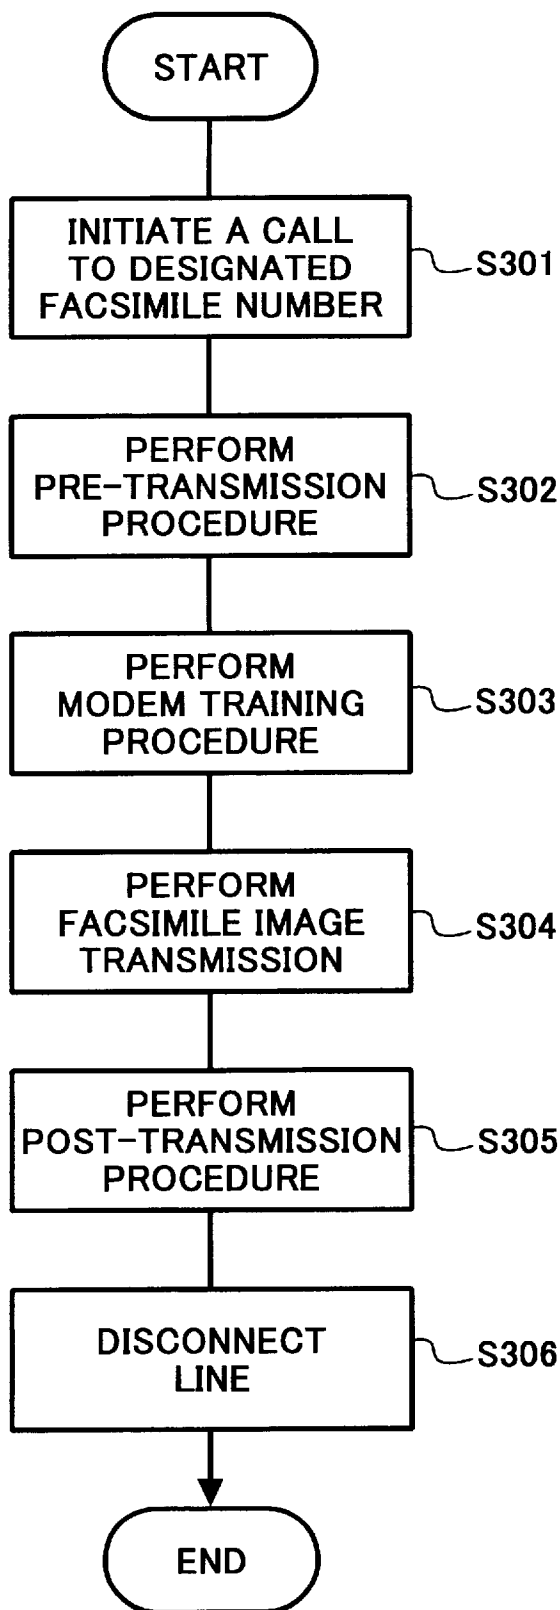 START
INITIATE A CALL
TO DESIGNATED
FACSIMILE NUMBER
S301
PERFORM
PRE-TRANSMISSION
PROCEDURE
S302
PERFORM
MODEM TRAINING
PROCEDURE
S303
PERFORM
FACSIMILE IMAGE
TRANSMISSION
S304
PERFORM
POST-TRANSMISSION
PROCEDURE
S305
DISCONNECT
LINE
S306
END